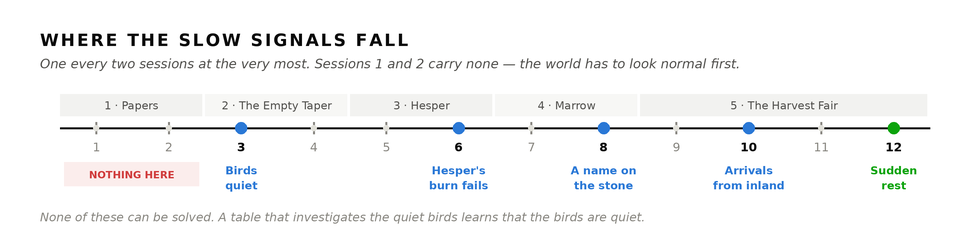 WHERE THE SLOW SIGNALS FALL
One every two sessions at the very most. Sessions 1 and 2 carry none — the world has to look normal first.
1 · Papers 2 · The Empty Taper 3 · Hesper 4 · Marrow 5 · The Harvest Fair
1 2 3 4 5 6 7 8 9 10 11 12
NOTHING HERE
Birds
quiet
Hesper's
burn fails
A name on
the stone
Arrivals
from inland
Sudden
rest
None of these can be solved. A table that investigates the quiet birds learns that the birds are quiet.